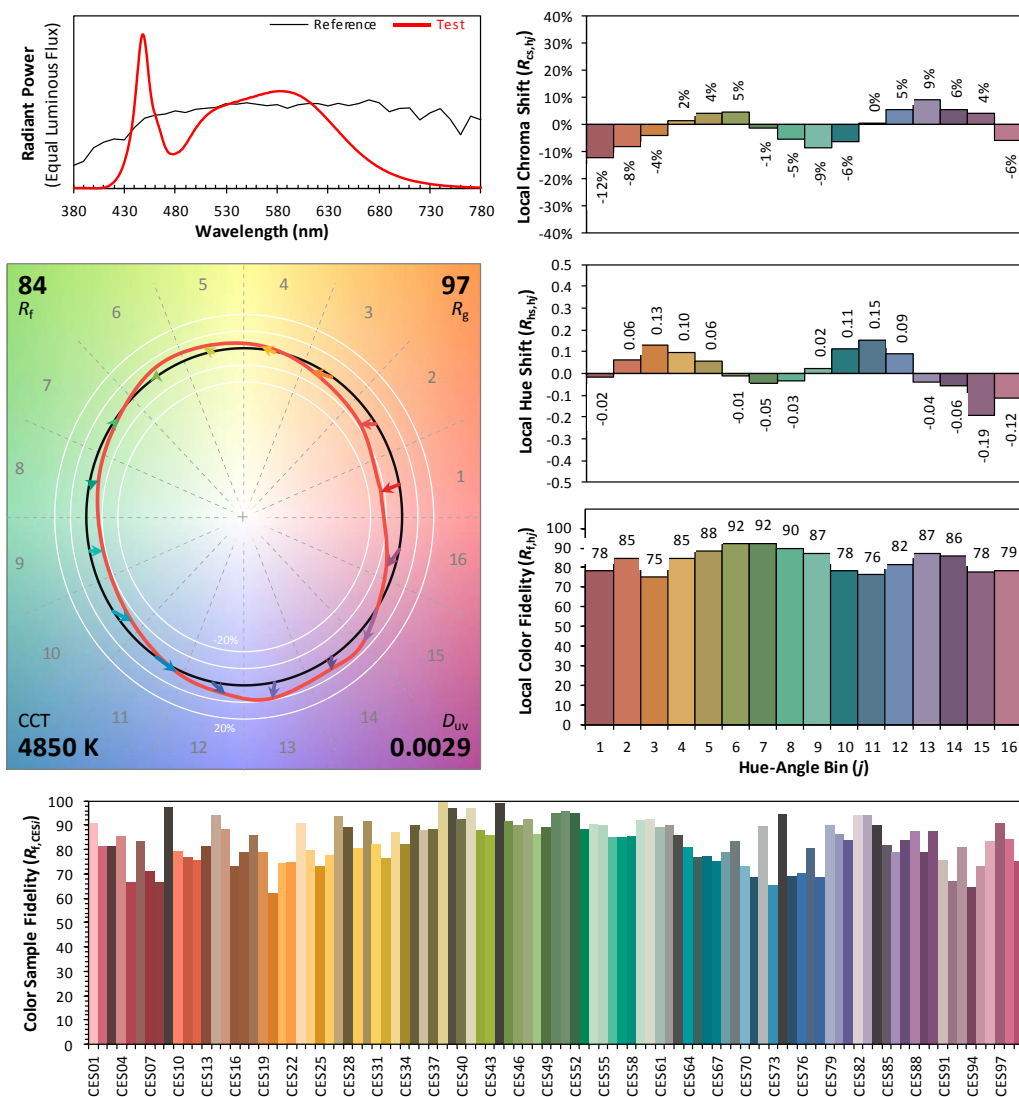 Radiant Power
(Equal Luminous Flux)
Reference
Test
380 430 480 530 580 630 680 730 780
Wavelength (nm)
Local Chroma Shift (Rcs,hj)
40%
30%
20%
10%
0%
-10%
-20%
-30%
-40%
-12% -8% -4% 2% 4% 5% -1% -5% -9% -6% 0% 5% 9% 6% 4% -6%
84
Rf
97
Rg
5 4
6 3
7 2
8 1
9 16
10 15
11 14
12 13
-20%
20%
CCT
4850 K
Duv
0.0029
Local Hue Shift (Rhs,hj)
0.5
0.4
0.3
0.2
0.1
0.0
-0.1
-0.2
-0.3
-0.4
-0.5
-0.02 0.06 0.13 0.10 0.06 -0.01 -0.05 -0.03 0.02 0.11 0.15 0.09 -0.04 -0.06 -0.19 -0.12
Local Color Fidelity (Rf,hj)
100
90
80
70
60
50
40
30
20
10
0
78 85 75 85 88 92 92 90 87 78 76 82 87 86 78 79
1 2 3 4 5 6 7 8 9 10 11 12 13 14 15 16
Hue-Angle Bin (j)
Color Sample Fidelity (Rf,CESi)
100
90
80
70
60
50
40
30
20
10
0
CES01 CES04 CES07 CES10 CES13 CES16 CES19 CES22 CES25 CES28 CES31 CES34 CES37 CES40 CES43 CES46 CES49 CES52 CES55 CES58 CES61 CES64 CES67 CES70 CES73 CES76 CES79 CES82 CES85 CES88 CES91 CES94 CES97